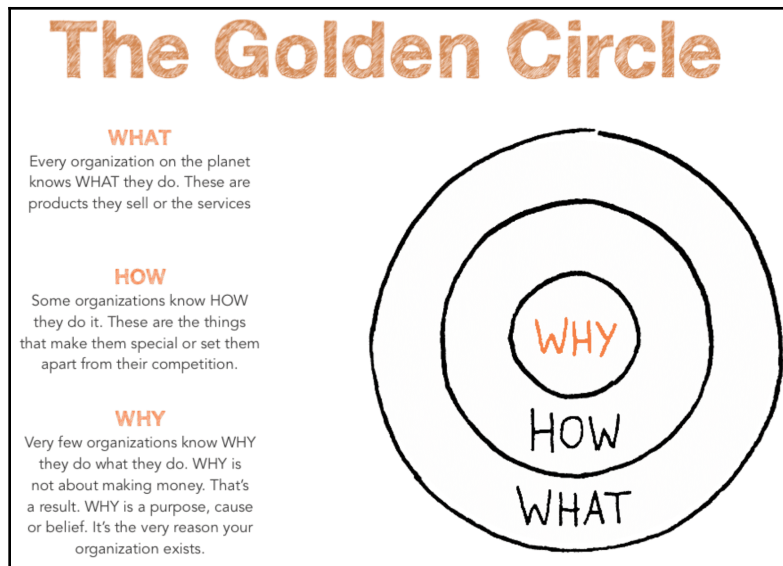 The Golden Circle
WHAT
Every organization on the planet
knows WHAT they do. These are
products they sell or the services
HOW
Some organizations know HOW
they do it. These are the things
that make them special or set them
apart from their competition.
WHY
Very few organizations know WHY
they do what they do. WHY is
not about making money. That's
a result. WHY is a purpose, cause
or belief. It's the very reason your
organization exists.
WHY
HOW
WHAT